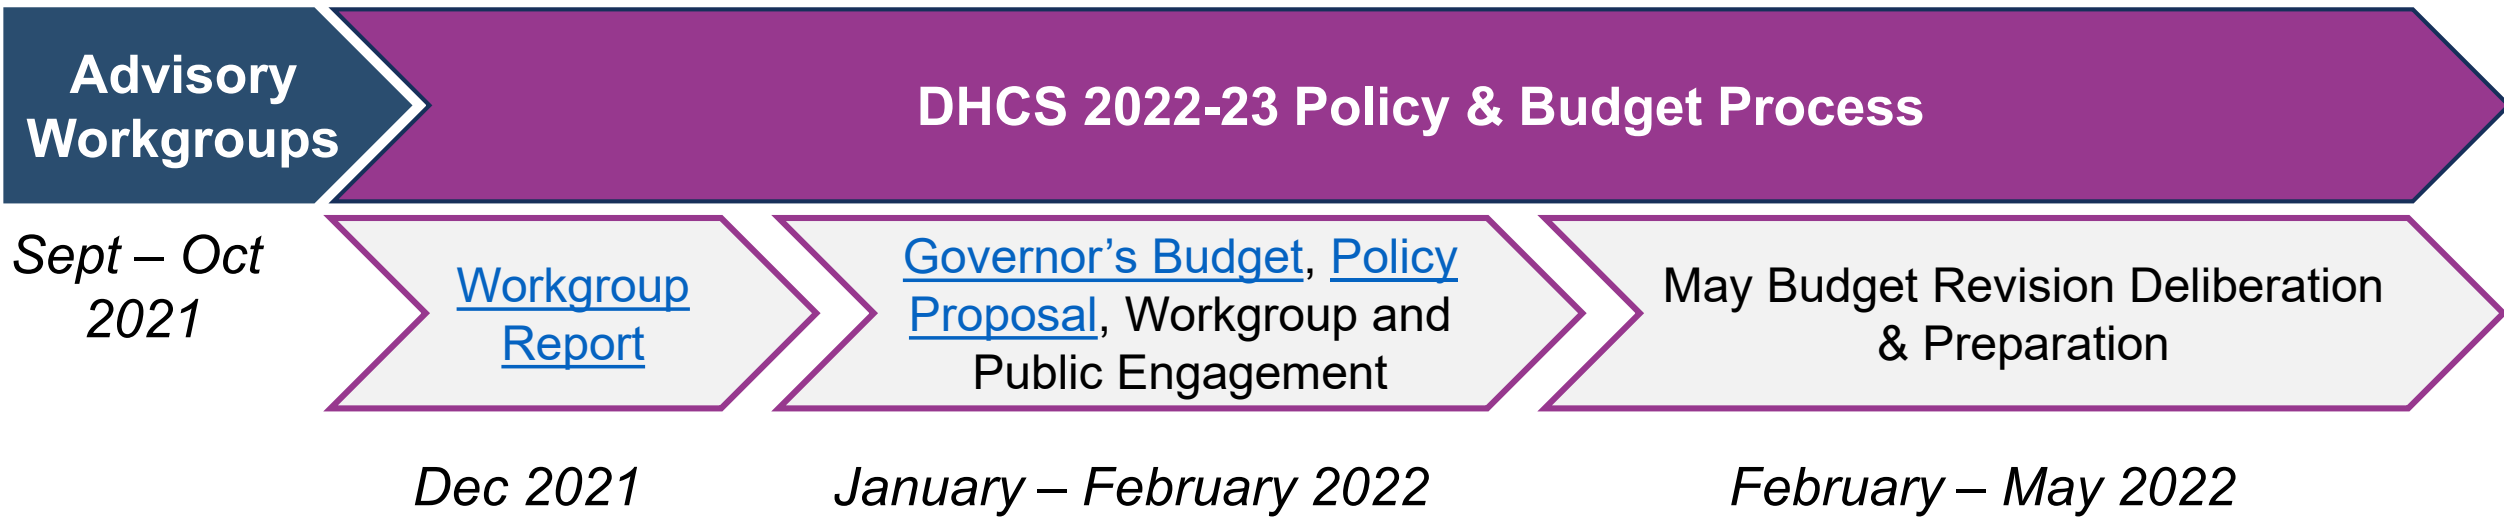 Advisory
Workgroups
DHCS 2022-23 Policy & Budget Process
Sept – Oct
2021
Workgroup
Report
Governor’s Budget, Policy
Proposal, Workgroup and
Public Engagement
May Budget Revision Deliberation
& Preparation
Dec 2021
January – February 2022
February – May 2022